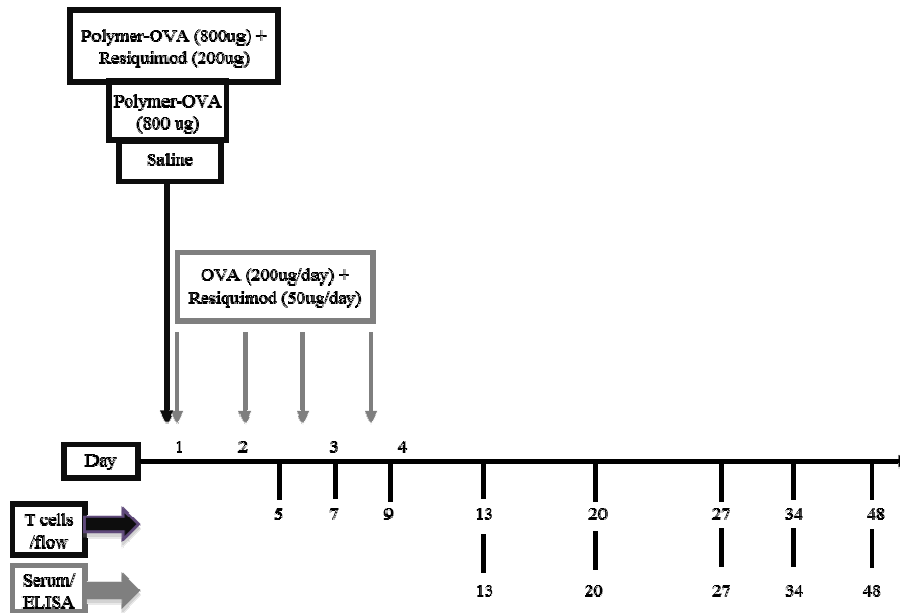 Polymer-OVA (800ug) +
Resiquimod (200ug)
Polymer-OVA
(800 ug)
Saline
OVA (200ug/day) +
Resiquimod (50ug/day)
Day
1 2 3 4
5 7 9 13 20 27 34 48
T cells
/flow
Serum/
ELISA
13 20 27 34 48